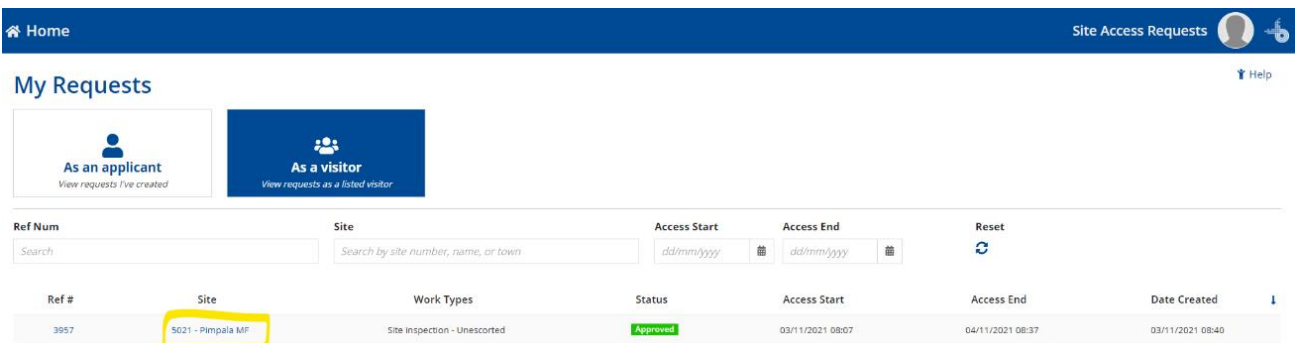 Home
Site Access Requests
My Requests
Help
As an applicant
View requests I've created
As a visitor
View requests as a listed visitor
Ref Num Site Access Start Access End Reset
Search Search by site number, name, or town dd/mm/yyyy dd/mm/yyyy
Ref # Site Work Types Status Access Start Access End Date Created
3957 5021 - Pimpala MF Site Inspection - Unescorted Approved 03/11/2021 08:07 04/11/2021 08:37 03/11/2021 08:40